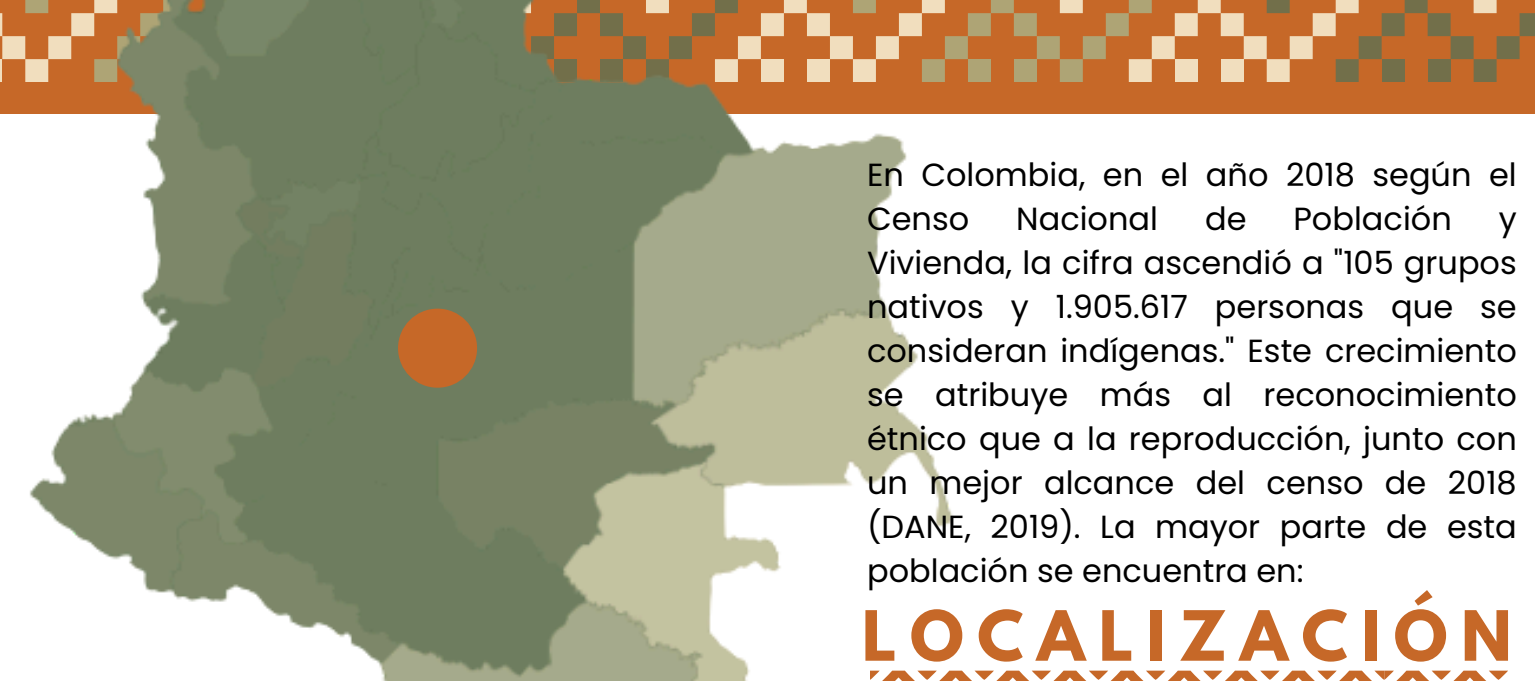 En Colombia, en el año 2018 según el
Censo Nacional de Población y
Vivienda, la cifra ascendió a "105 grupos
nativos y 1.905.617 personas que se
consideran indígenas." Este crecimiento
se atribuye más al reconocimiento
étnico que a la reproducción, junto con
un mejor alcance del censo de 2018
(DANE, 2019). La mayor parte de esta
población se encuentra en:
LOCALIZACIÓN